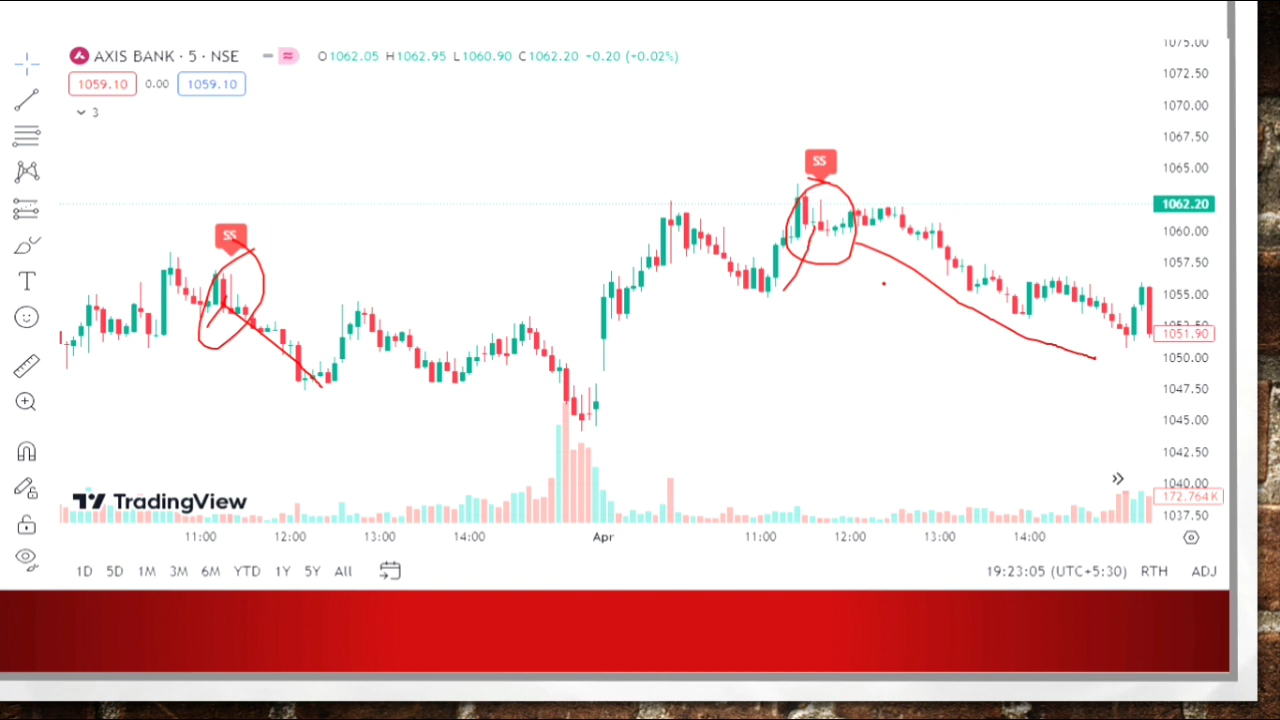 AXIS BANK · 5 · NSE
O1062.05 H1062.95 L1060.90 C1062.20 +0.20 (+0.02%)
1059.10 0.00 1059.10
3
SS
SS
1075.00
1072.50
1070.00
1067.50
1065.00
1062.20
1060.00
1057.50
1055.00
1052.50
1051.90
1050.00
1047.50
1045.00
1042.50
1040.00
172.764K
1037.50
TradingView
11:00 12:00 13:00 14:00 Apr 11:00 12:00 13:00 14:00
1D 5D 1M 3M 6M YTD 1Y 5Y All
19:23:05 (UTC+5:30) RTH ADJ